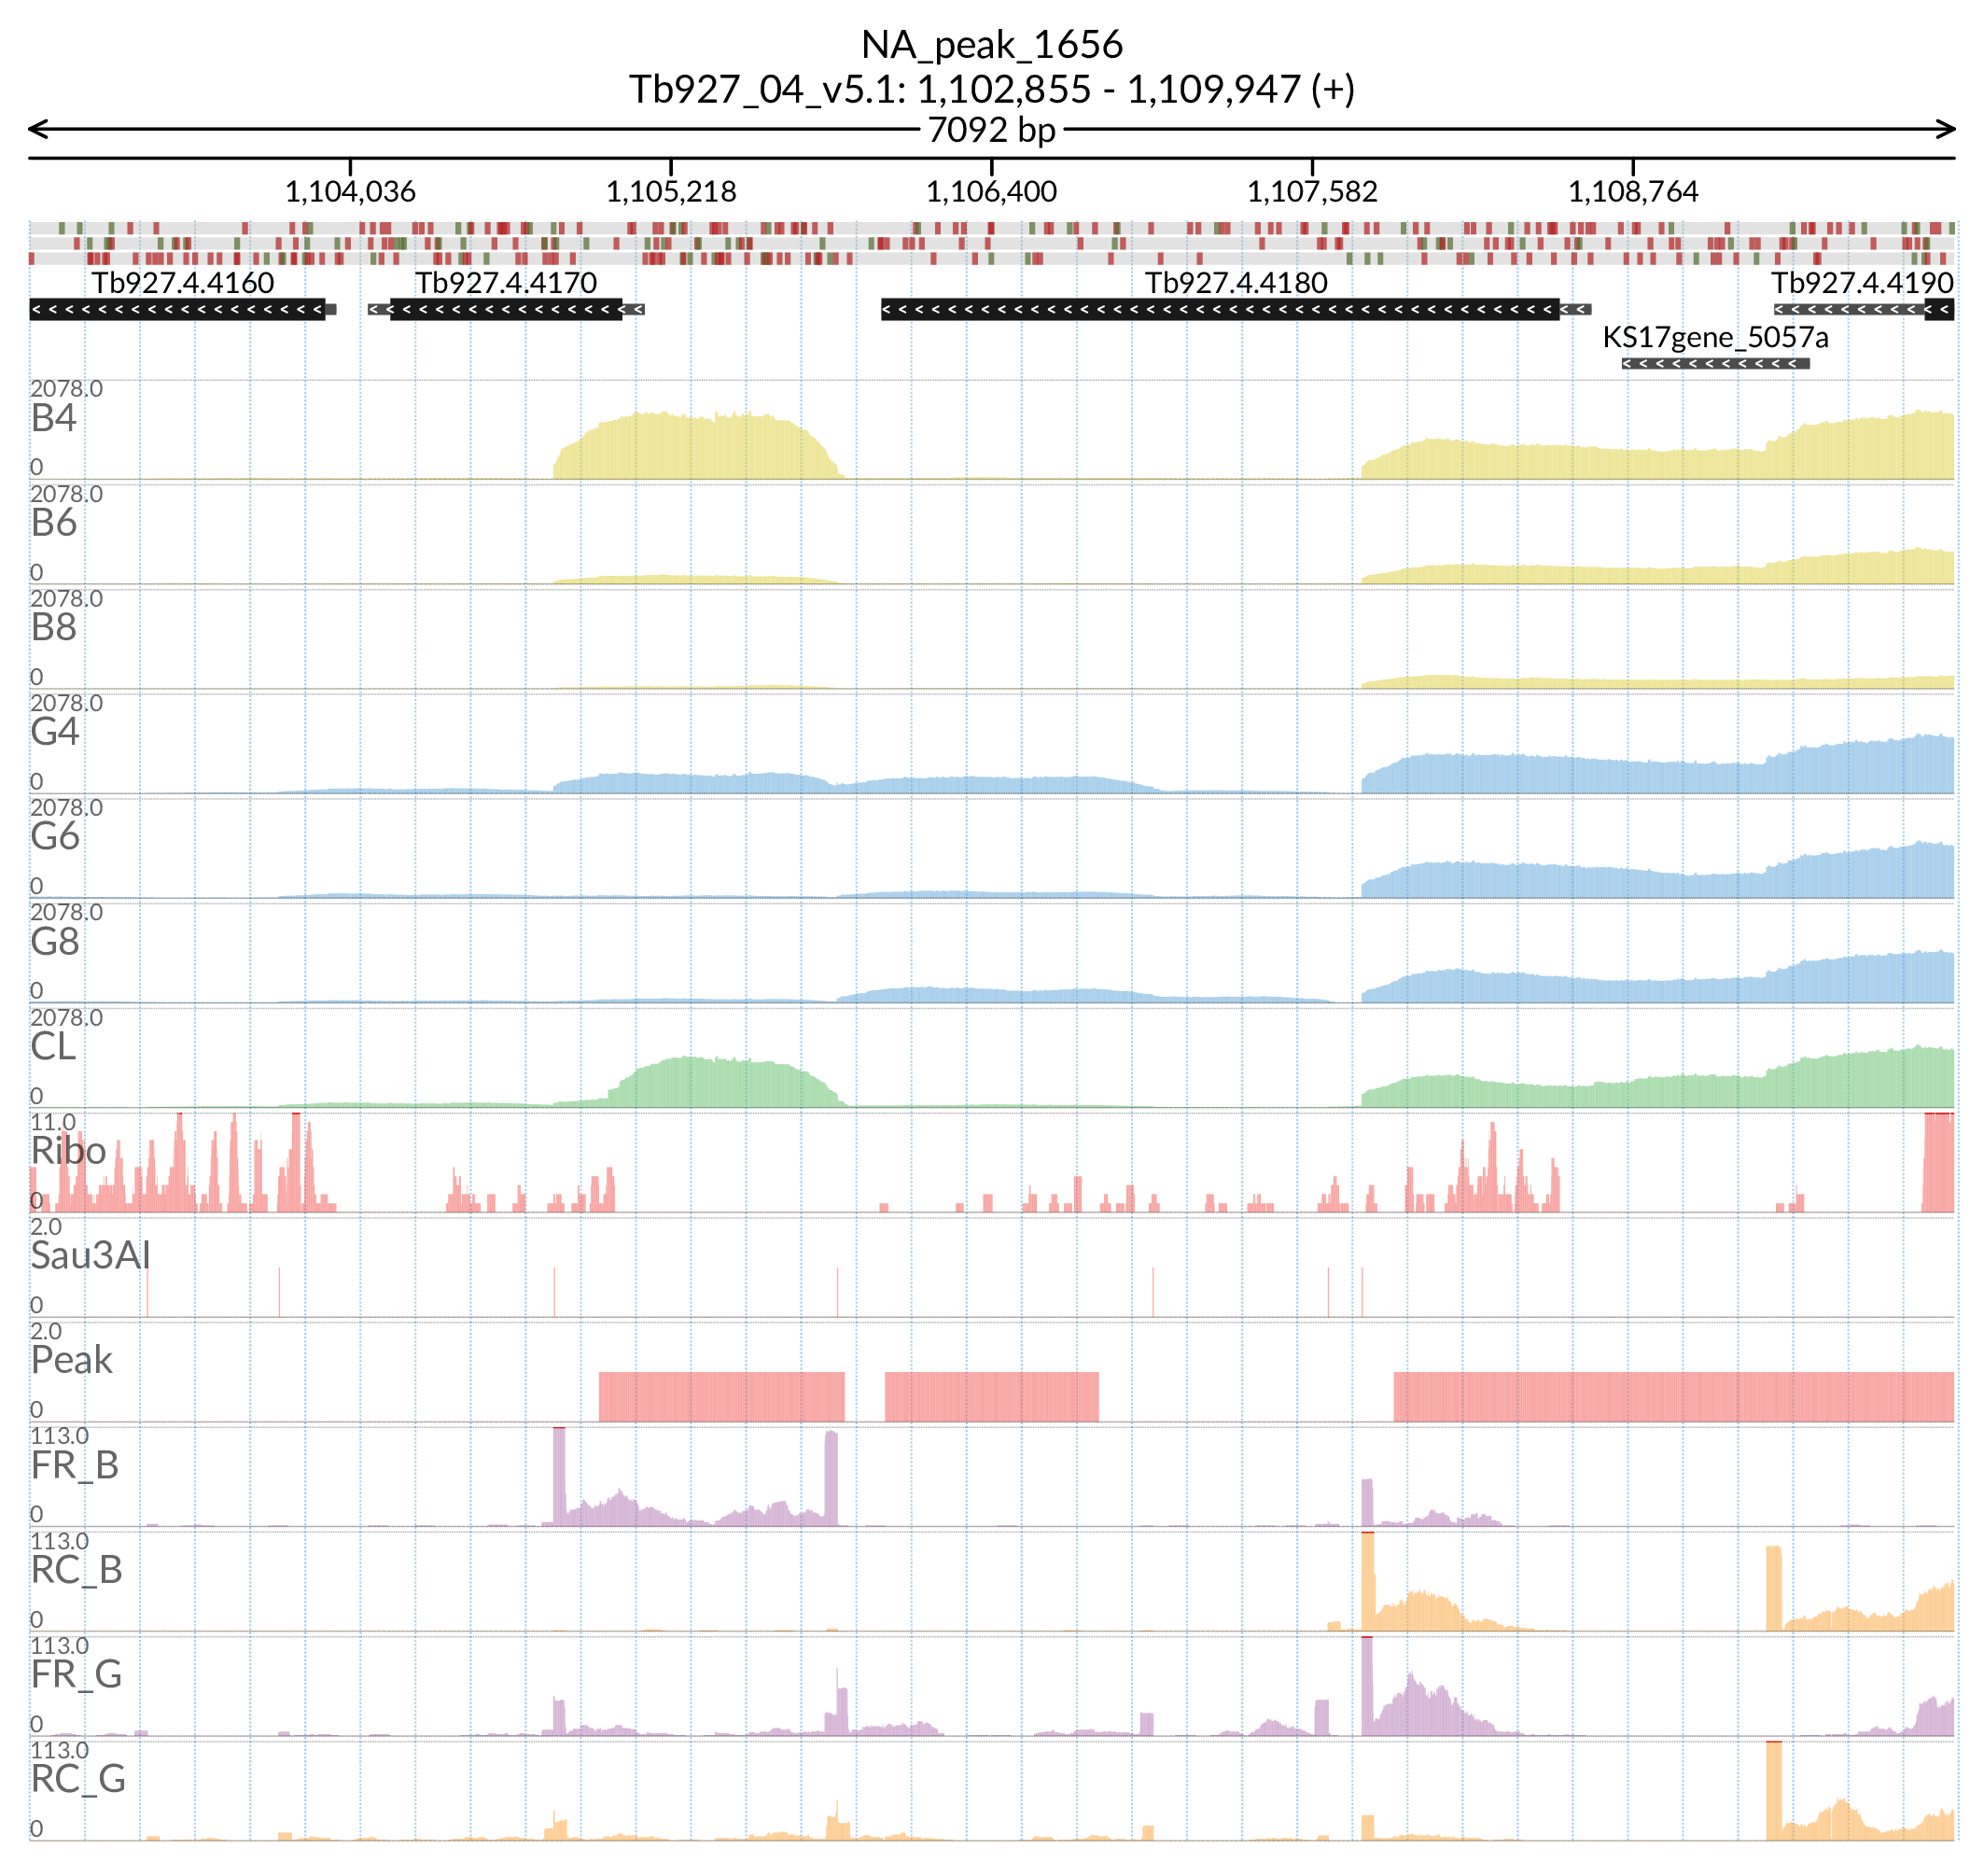 NA_peak_1656
Tb927_04_v5.1: 1,102,855 - 1,109,947 (+)
7092 bp
1,104,036 1,105,218 1,106,400 1,107,582 1,108,764
Tb927.4.4160 Tb927.4.4170 Tb927.4.4180 Tb927.4.4190
KS17gene_5057a
2078.0
B4
0
2078.0
B6
0
2078.0
B8
0
2078.0
G4
0
2078.0
G6
0
2078.0
G8
0
2078.0
CL
0
11.0
Ribo
0
2.0
Sau3AI
0
2.0
Peak
0
113.0
FR_B
0
113.0
RC_B
0
113.0
FR_G
0
113.0
RC_G
0